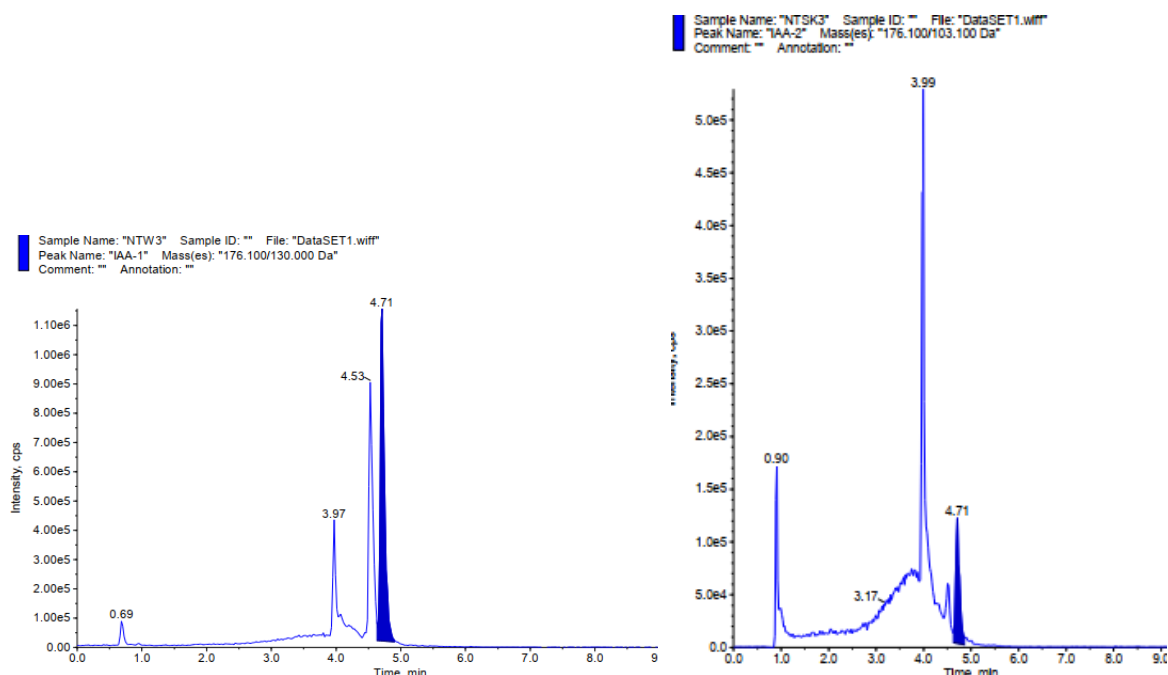 Sample Name: "NTW3" Sample ID: "" File: "DataSET1.wiff"
Peak Name: "IAA-1" Mass(es): "176.100/130.000 Da"
Comment: "" Annotation: ""
4.71
1.10e6
1.00e6
9.00e5
8.00e5
7.00e5
6.00e5
5.00e5
4.00e5
3.00e5
2.00e5
1.00e5
0.00
Intensity, cps
4.53
3.97
0.69
0.0 1.0 2.0 3.0 4.0 5.0 6.0 7.0 8.0 9
Time, min
Sample Name: "NTSK3" Sample ID: "" File: "DataSET1.wiff"
Peak Name: "IAA-2" Mass(es): "176.100/103.100 Da"
Comment: "" Annotation: ""
3.99
5.0e5
4.5e5
4.0e5
3.5e5
3.0e5
2.5e5
2.0e5
1.5e5
1.0e5
5.0e4
0.0
Intensity, cps
0.90
4.71
3.17
0.0 1.0 2.0 3.0 4.0 5.0 6.0 7.0 8.0 9.0
Time, min